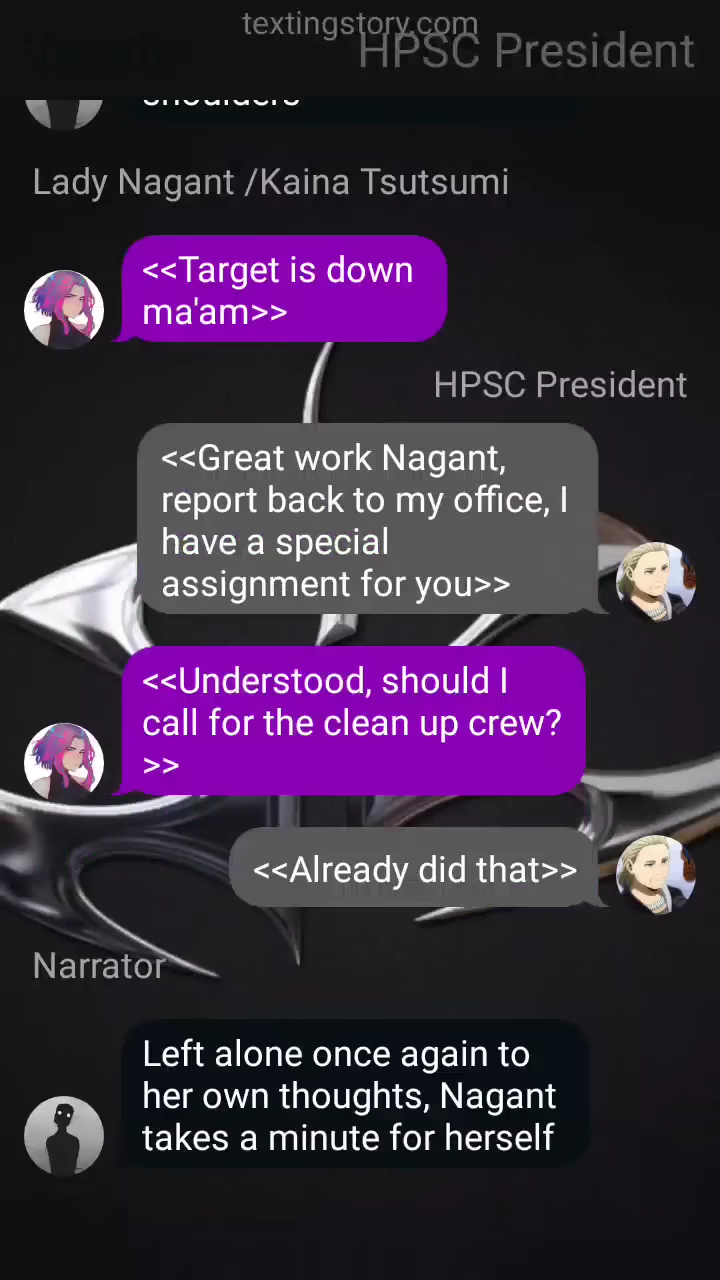 textingstory.com
HPSC President
shoulders
Lady Nagant /Kaina Tsutsumi
<<Target is down
ma'am>>
HPSC President
<<Great work Nagant,
report back to my office, I
have a special
assignment for you>>
<<Understood, should I
call for the clean up crew?
>>
<<Already did that>>
Narrator
Left alone once again to
her own thoughts, Nagant
takes a minute for herself